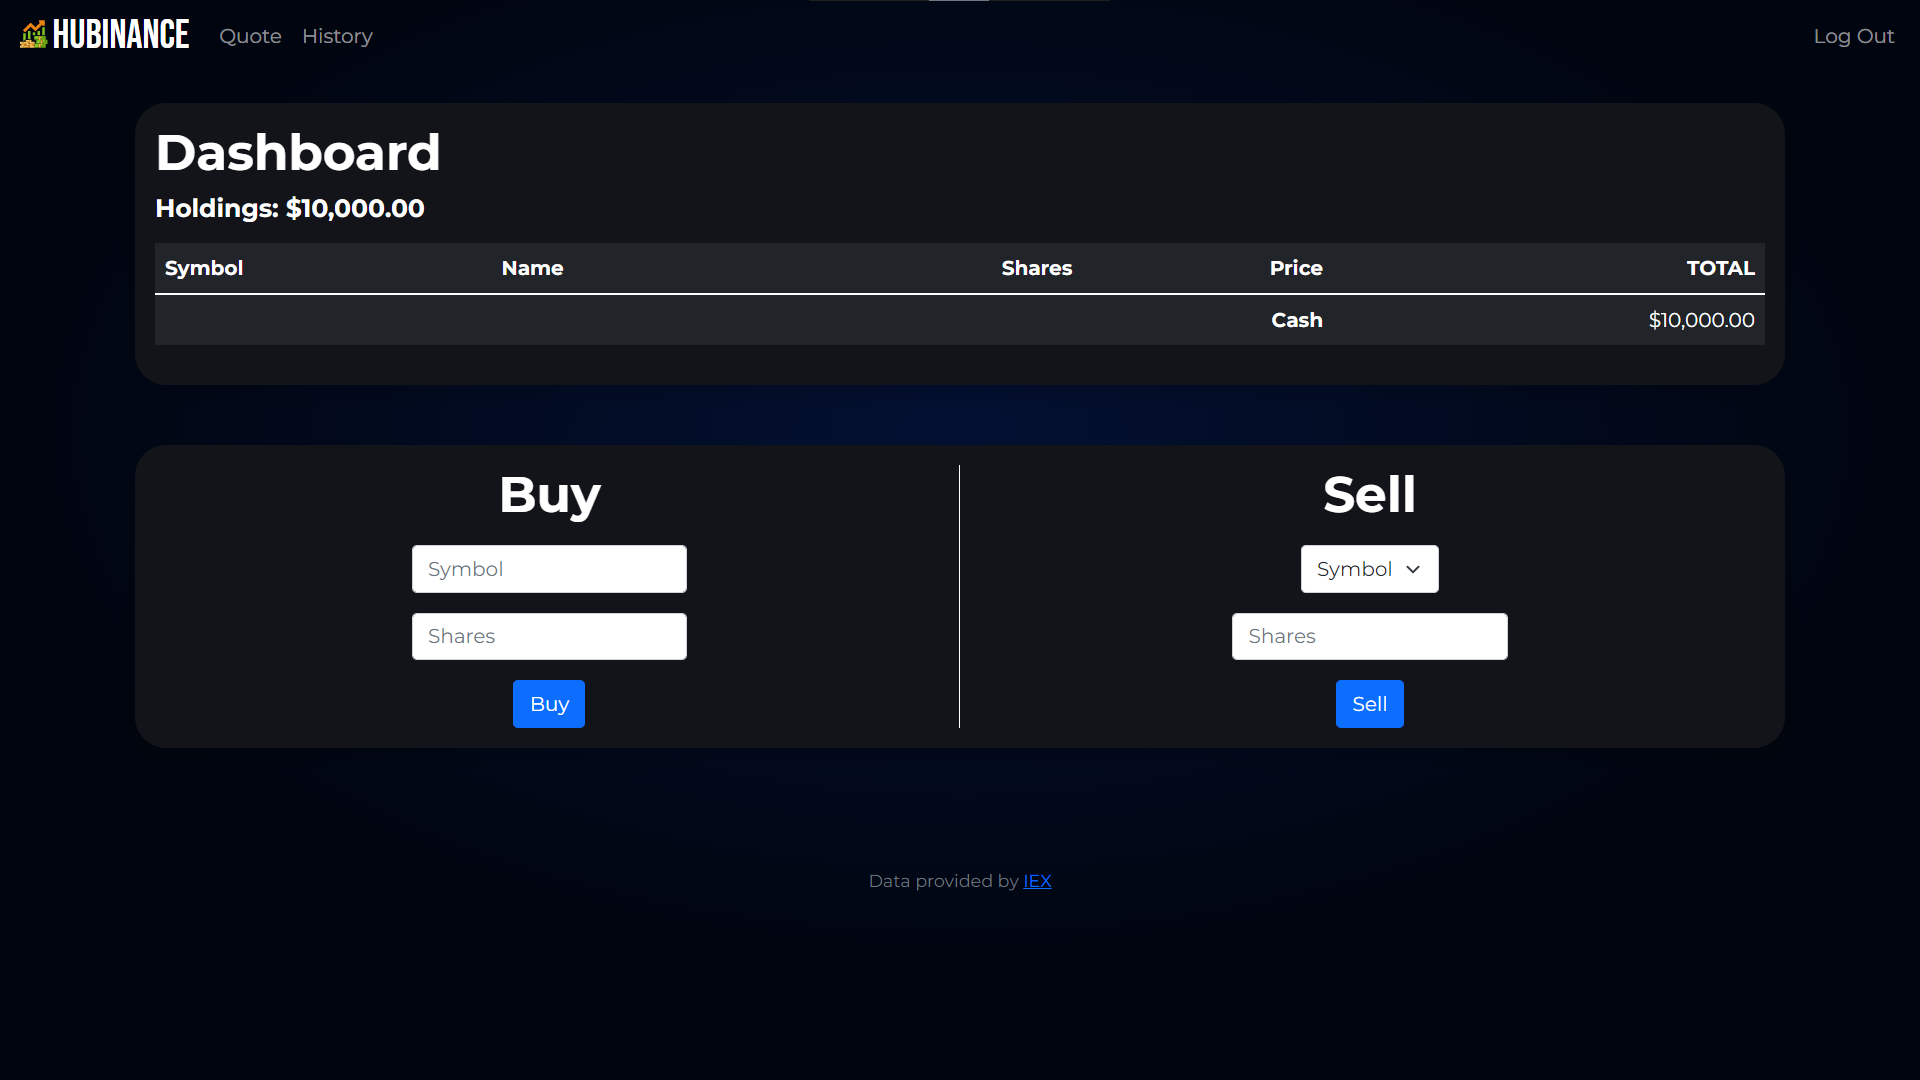 HUBINANCE Quote History Log Out
Dashboard
Holdings: $10,000.00
Symbol Name Shares Price TOTAL
Cash $10,000.00
Buy
Symbol
Shares
Buy
Sell
Symbol
Shares
Sell
Data provided by IEX